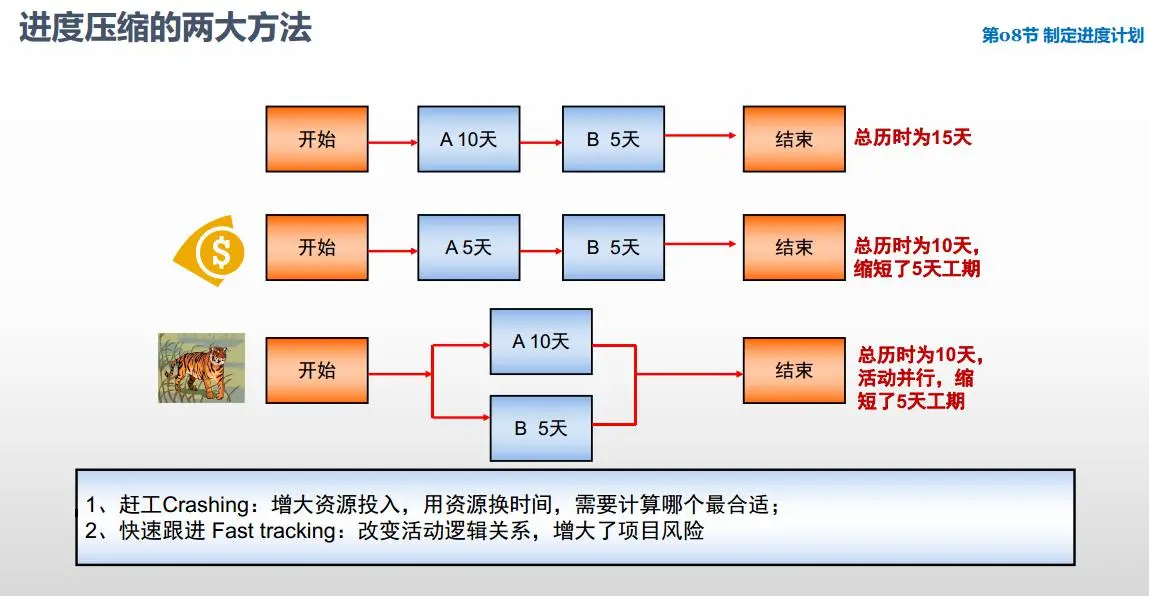 进度压缩的两大方法
第08节 制定进度计划
开始
A 10天
B 5天
结束
总历时为15天
$
开始
A 5天
B 5天
结束
总历时为10天，
缩短了5天工期
开始
A 10天
B 5天
结束
总历时为10天，
活动并行，缩
短了5天工期
1、赶工Crashing：增大资源投入，用资源换时间，需要计算哪个最合适；
2、快速跟进 Fast tracking：改变活动逻辑关系，增大了项目风险